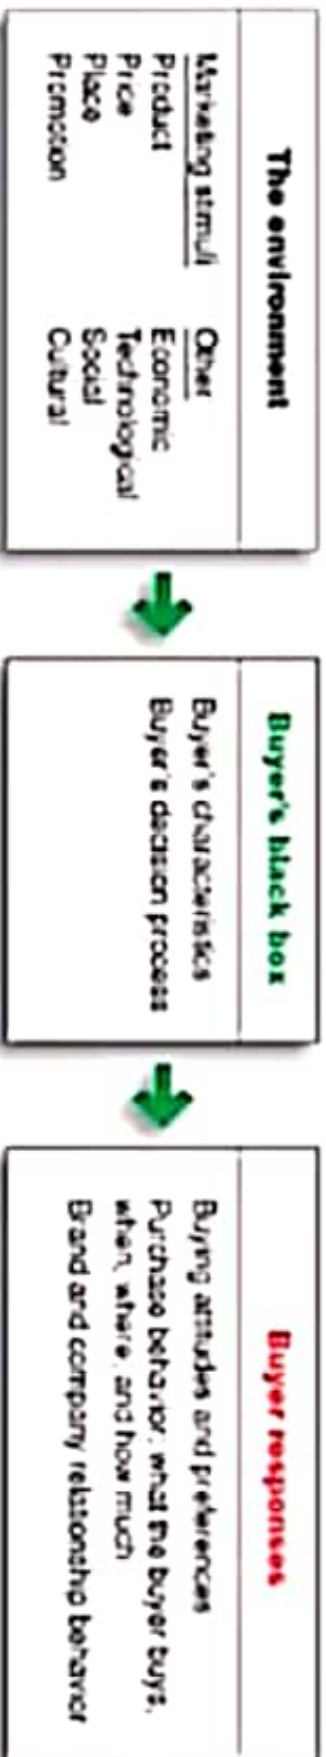 The environment
Marketing stimuli
Product
Price
Place
Promotion
Other
Economic
Technological
Social
Cultural
Buyer's black box
Buyer's characteristics
Buyer's decision process
Buyer responses
Buying attitudes and preferences
Purchase behavior: what the buyer buys,
when, where, and how much
Brand and company relationship behavior